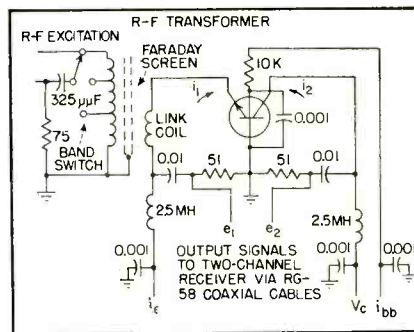 R-F TRANSFORMER
R-F EXCITATION
FARADAY
SCREEN
10K
i₁
i₂
325 μμF
LINK
COIL
0.001
75
BAND
SWITCH
0.01
51
51
0.01
2.5MH
e₁
e₂
2.5MH
OUTPUT SIGNALS
TO TWO-CHANNEL
RECEIVER VIA RG-
58 COAXIAL CABLES
0.001
0.001
0.001
iε
Vc
ibb